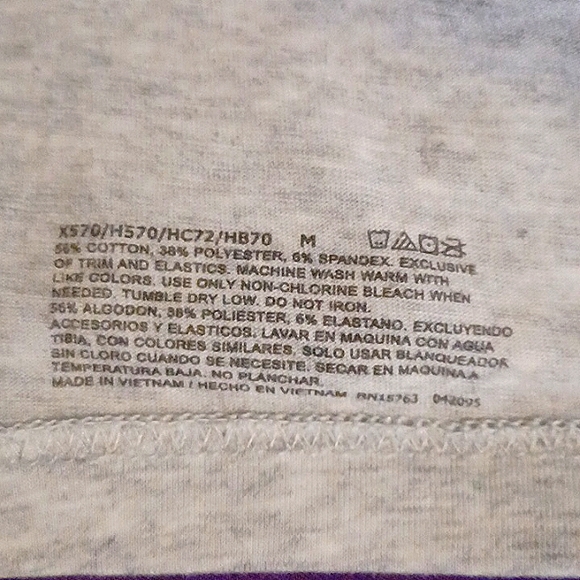 X570/H570/HC72/HB70 M
56% COTTON, 38% POLYESTER, 6% SPANDEX. EXCLUSIVE
OF TRIM AND ELASTICS. MACHINE WASH WARM WITH
LIKE COLORS. USE ONLY NON-CHLORINE BLEACH WHEN
NEEDED. TUMBLE DRY LOW. DO NOT IRON.
56% ALGODON, 38% POLIESTER, 6% ELASTANO. EXCLUYENDO
ACCESORIOS Y ELASTICOS. LAVAR EN MAQUINA CON AGUA
TIBIA, CON COLORES SIMILARES. SOLO USAR BLANQUEADOR
SIN CLORO CUANDO SE NECESITE. SECAR EN MAQUINA A
TEMPERATURA BAJA. NO PLANCHAR.
MADE IN VIETNAM / HECHO EN VIETNAM RN15763 042095